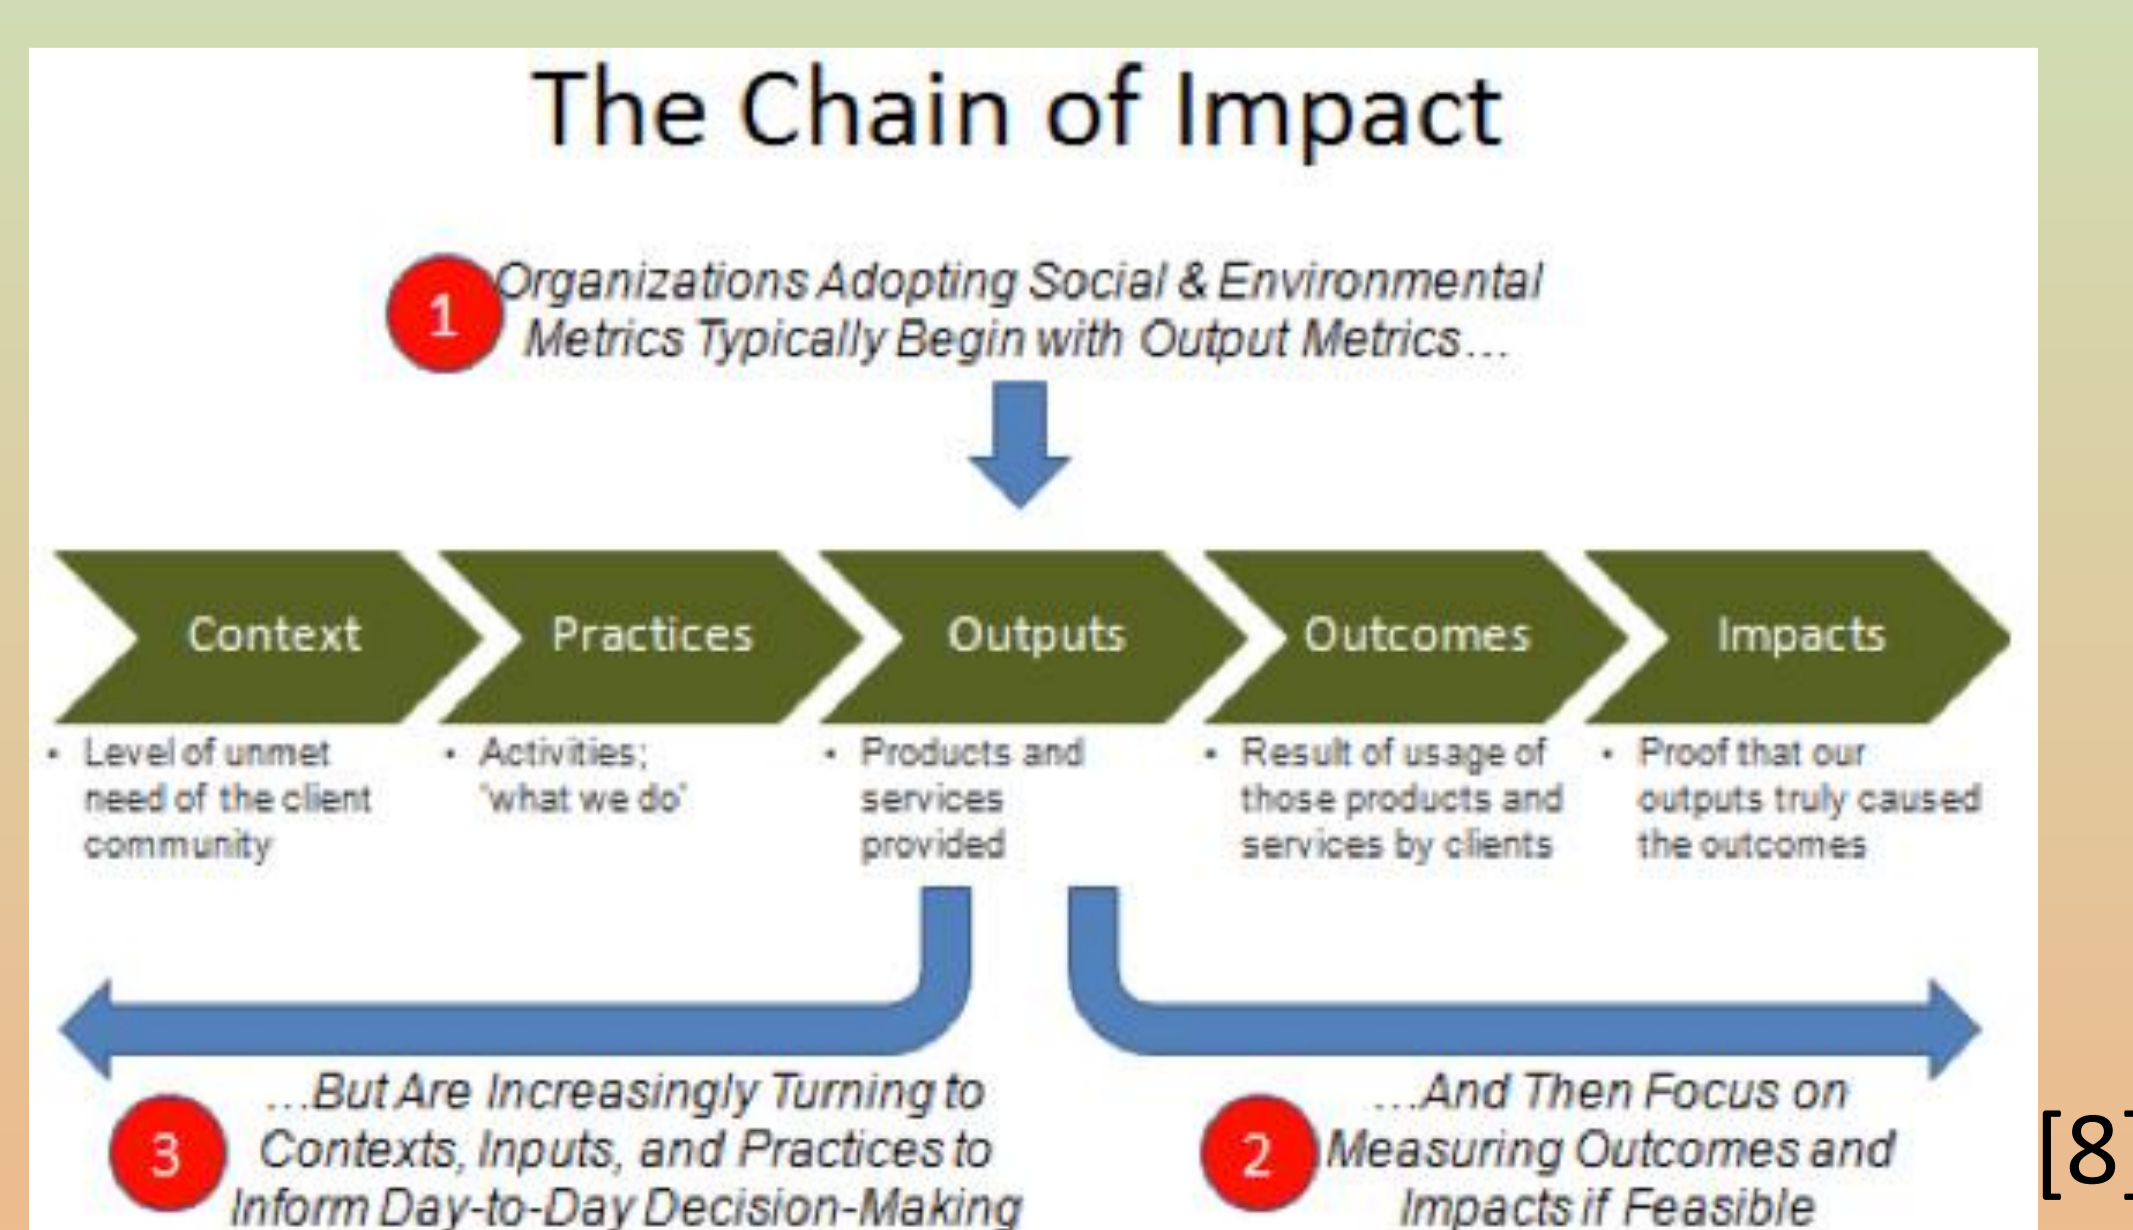 The Chain of Impact
1
Organizations Adopting Social & Environmental
Metrics Typically Begin with Output Metrics...
Context
Practices
Outputs
Outcomes
Impacts
• Level of unmet
need of the client
community
• Activities;
'what we do'
• Products and
services
provided
• Result of usage of
those products and
services by clients
• Proof that our
outputs truly caused
the outcomes
3
...But Are Increasingly Turning to
Contexts, Inputs, and Practices to
Inform Day-to-Day Decision-Making
2
...And Then Focus on
Measuring Outcomes and
Impacts if Feasible
[8]